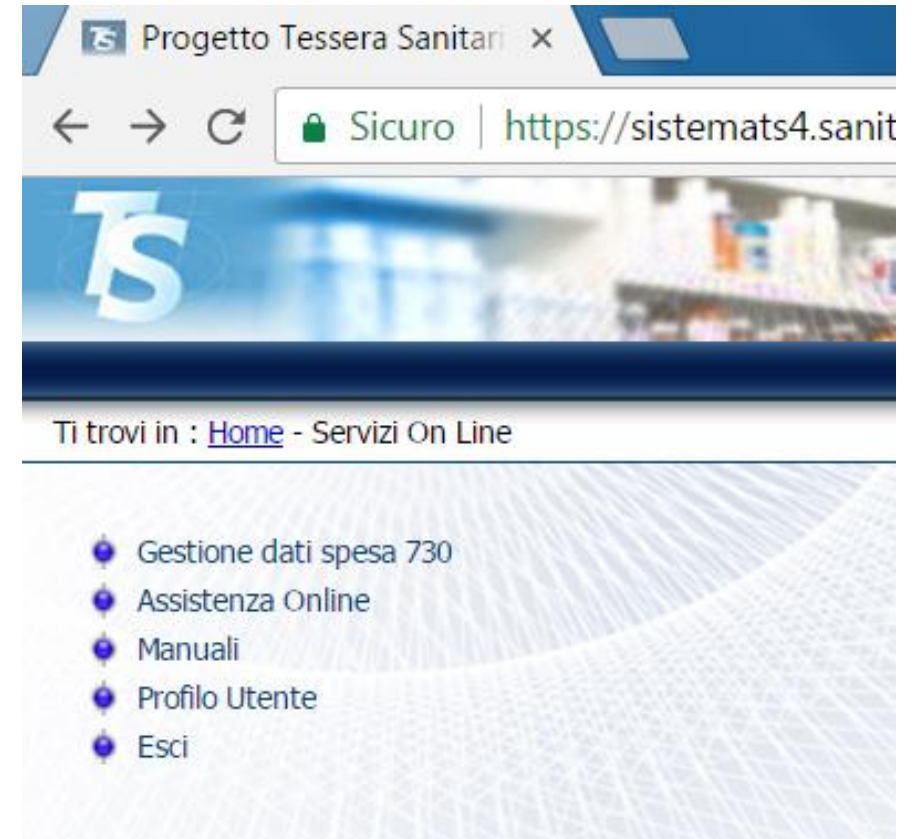 Progetto Tessera Sanitari
Sicuro | https://sistemats4.sanit
TS
Ti trovi in : Home - Servizi On Line
Gestione dati spesa 730
Assistenza Online
Manuali
Profilo Utente
Esci